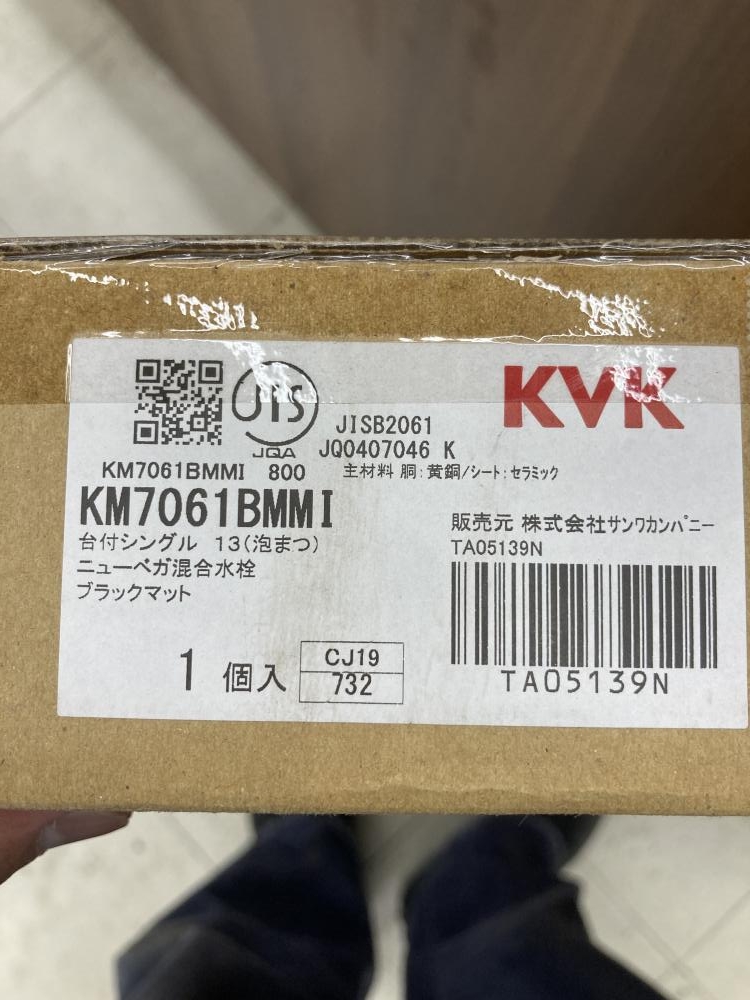 JIS
JQA
JISB2061
JQ0407046 K
KVK
KM7061BMMI 800
主材料 胴:黄銅/シート:セラミック
KM7061BMMI
台付シングル 13(泡まつ)
ニューベガ混合水栓
ブラックマット
販売元 株式会社サンワカンパニー
TA05139N
TA05139N
1個入
CJ19
732